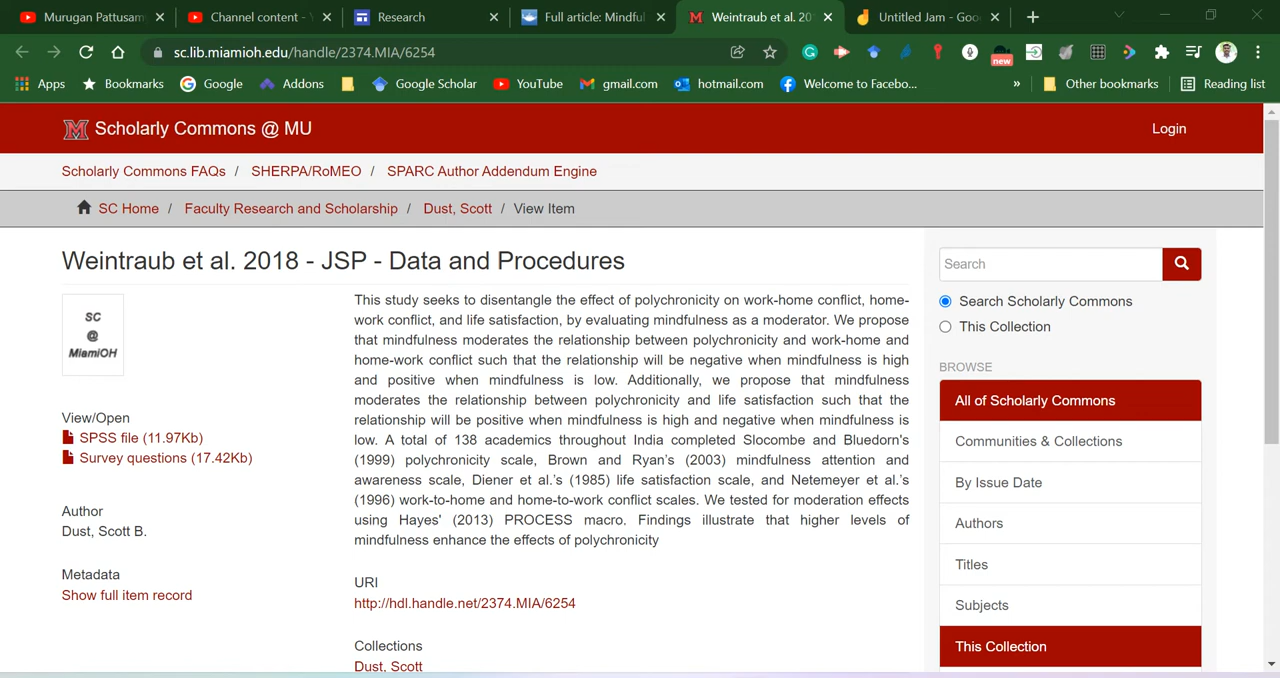 Murugan Pattusam
Channel content - Y
Research
Full article: Mindful
Weintraub et al. 20
Untitled Jam - Goo
sc.lib.miamioh.edu/handle/2374.MIA/6254
new
Apps
Bookmarks
Google
Addons
Google Scholar
YouTube
gmail.com
hotmail.com
Welcome to Facebo...
»
Other bookmarks
Reading list
Scholarly Commons @ MU
Login
Scholarly Commons FAQs / SHERPA/RoMEO / SPARC Author Addendum Engine
SC Home / Faculty Research and Scholarship / Dust, Scott / View Item
Weintraub et al. 2018 - JSP - Data and Procedures
SC
@
MiamiOH
View/Open
SPSS file (11.97Kb)
Survey questions (17.42Kb)
Author
Dust, Scott B.
Metadata
Show full item record
This study seeks to disentangle the effect of polychronicity on work-home conflict, home-
work conflict, and life satisfaction, by evaluating mindfulness as a moderator. We propose
that mindfulness moderates the relationship between polychronicity and work-home and
home-work conflict such that the relationship will be negative when mindfulness is high
and positive when mindfulness is low. Additionally, we propose that mindfulness
moderates the relationship between polychronicity and life satisfaction such that the
relationship will be positive when mindfulness is high and negative when mindfulness is
low. A total of 138 academics throughout India completed Slocombe and Bluedorn's
(1999) polychronicity scale, Brown and Ryan's (2003) mindfulness attention and
awareness scale, Diener et al.'s (1985) life satisfaction scale, and Netemeyer et al.'s
(1996) work-to-home and home-to-work conflict scales. We tested for moderation effects
using Hayes' (2013) PROCESS macro. Findings illustrate that higher levels of
mindfulness enhance the effects of polychronicity
URI
http://hdl.handle.net/2374.MIA/6254
Collections
Dust, Scott
Search
Search Scholarly Commons
This Collection
BROWSE
All of Scholarly Commons
Communities & Collections
By Issue Date
Authors
Titles
Subjects
This Collection